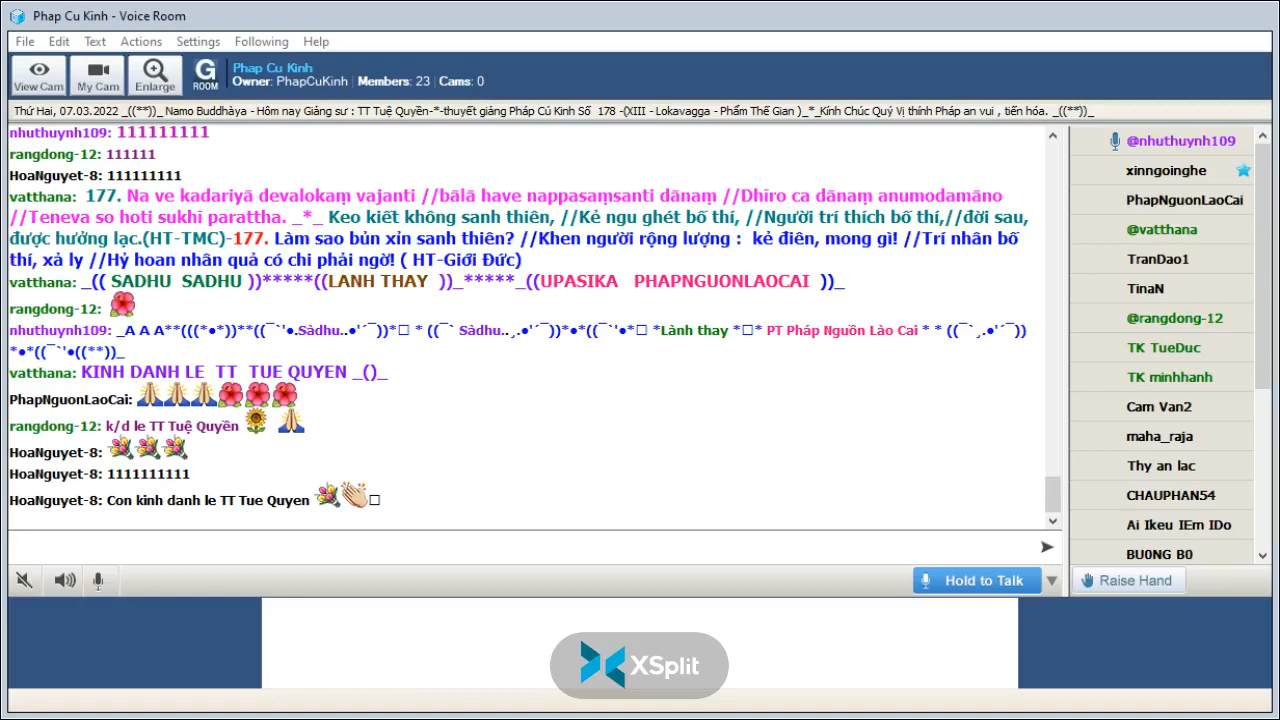 Phap Cu Kinh - Voice Room
File Edit Text Actions Settings Following Help
View Cam My Cam Enlarge G ROOM
Phap Cu Kinh
Owner: PhapCuKinh | Members: 23 | Cams: 0
Thứ Hai, 07.03.2022 _((**))_ Namo Buddhàya - Hôm nay Giảng sư : TT Tuệ Quyền-*-thuyết giảng Pháp Cú Kinh Số 178 -(XIII - Lokavagga - Phẩm Thế Gian )_*_Kính Chúc Quý Vị thính Pháp an vui , tiến hóa. _((**))_
nhuthuynh109: 111111111
rangdong-12: 111111
HoaNguyet-8: 111111111
vatthana: 177. Na ve kadariyā devalokaṃ vajanti //bālā have nappasaṃsanti dānaṃ //Dhīro ca dānaṃ anumodamāno
//Teneva so hoti sukhī parattha. _*_ Keo kiết không sanh thiên, //Kẻ ngu ghét bố thí, //Người trí thích bố thí,//đời sau,
được hưởng lạc.(HT-TMC)-177. Làm sao bủn xỉn sanh thiên? //Khen người rộng lượng : kẻ điên, mong gì! //Trí nhân bố
thí, xả ly //Hỷ hoan nhân quả có chi phải ngờ! ( HT-Giới Đức)
vatthana: _(( SADHU SADHU ))*****((LANH THAY ))_*****_((UPASIKA PHAPNGUONLAOCAI ))_
rangdong-12: 🌺
nhuthuynh109: _A A A**(((*●*))**((¯`'●.Sàdhu..●'´¯))*□ * ((¯` Sàdhu..¸.●'´¯))*●*((¯`'●*□ *Lành thay *□* PT Pháp Nguồn Lào Cai * * ((¯`¸.●'´¯))
*●*((¯`'●((**))_
vatthana: KINH DANH LE TT TUE QUYEN _()_
PhapNguonLaoCai: 🙏🙏🙏🌺🌺🌺
rangdong-12: k/d le TT Tuệ Quyền 🌻 🙏
HoaNguyet-8: 💐💐💐
HoaNguyet-8: 1111111111
HoaNguyet-8: Con kinh danh le TT Tue Quyen 💐👏□
Hold to Talk
@nhuthuynh109
xinngoinghe
PhapNguonLaoCai
@vatthana
TranDao1
TinaN
@rangdong-12
TK TueDuc
TK minhhanh
Cam Van2
maha_raja
Thy an lac
CHAUPHAN54
Ai Ikeu IEm IDo
BU0NG B0
Raise Hand
XSplit